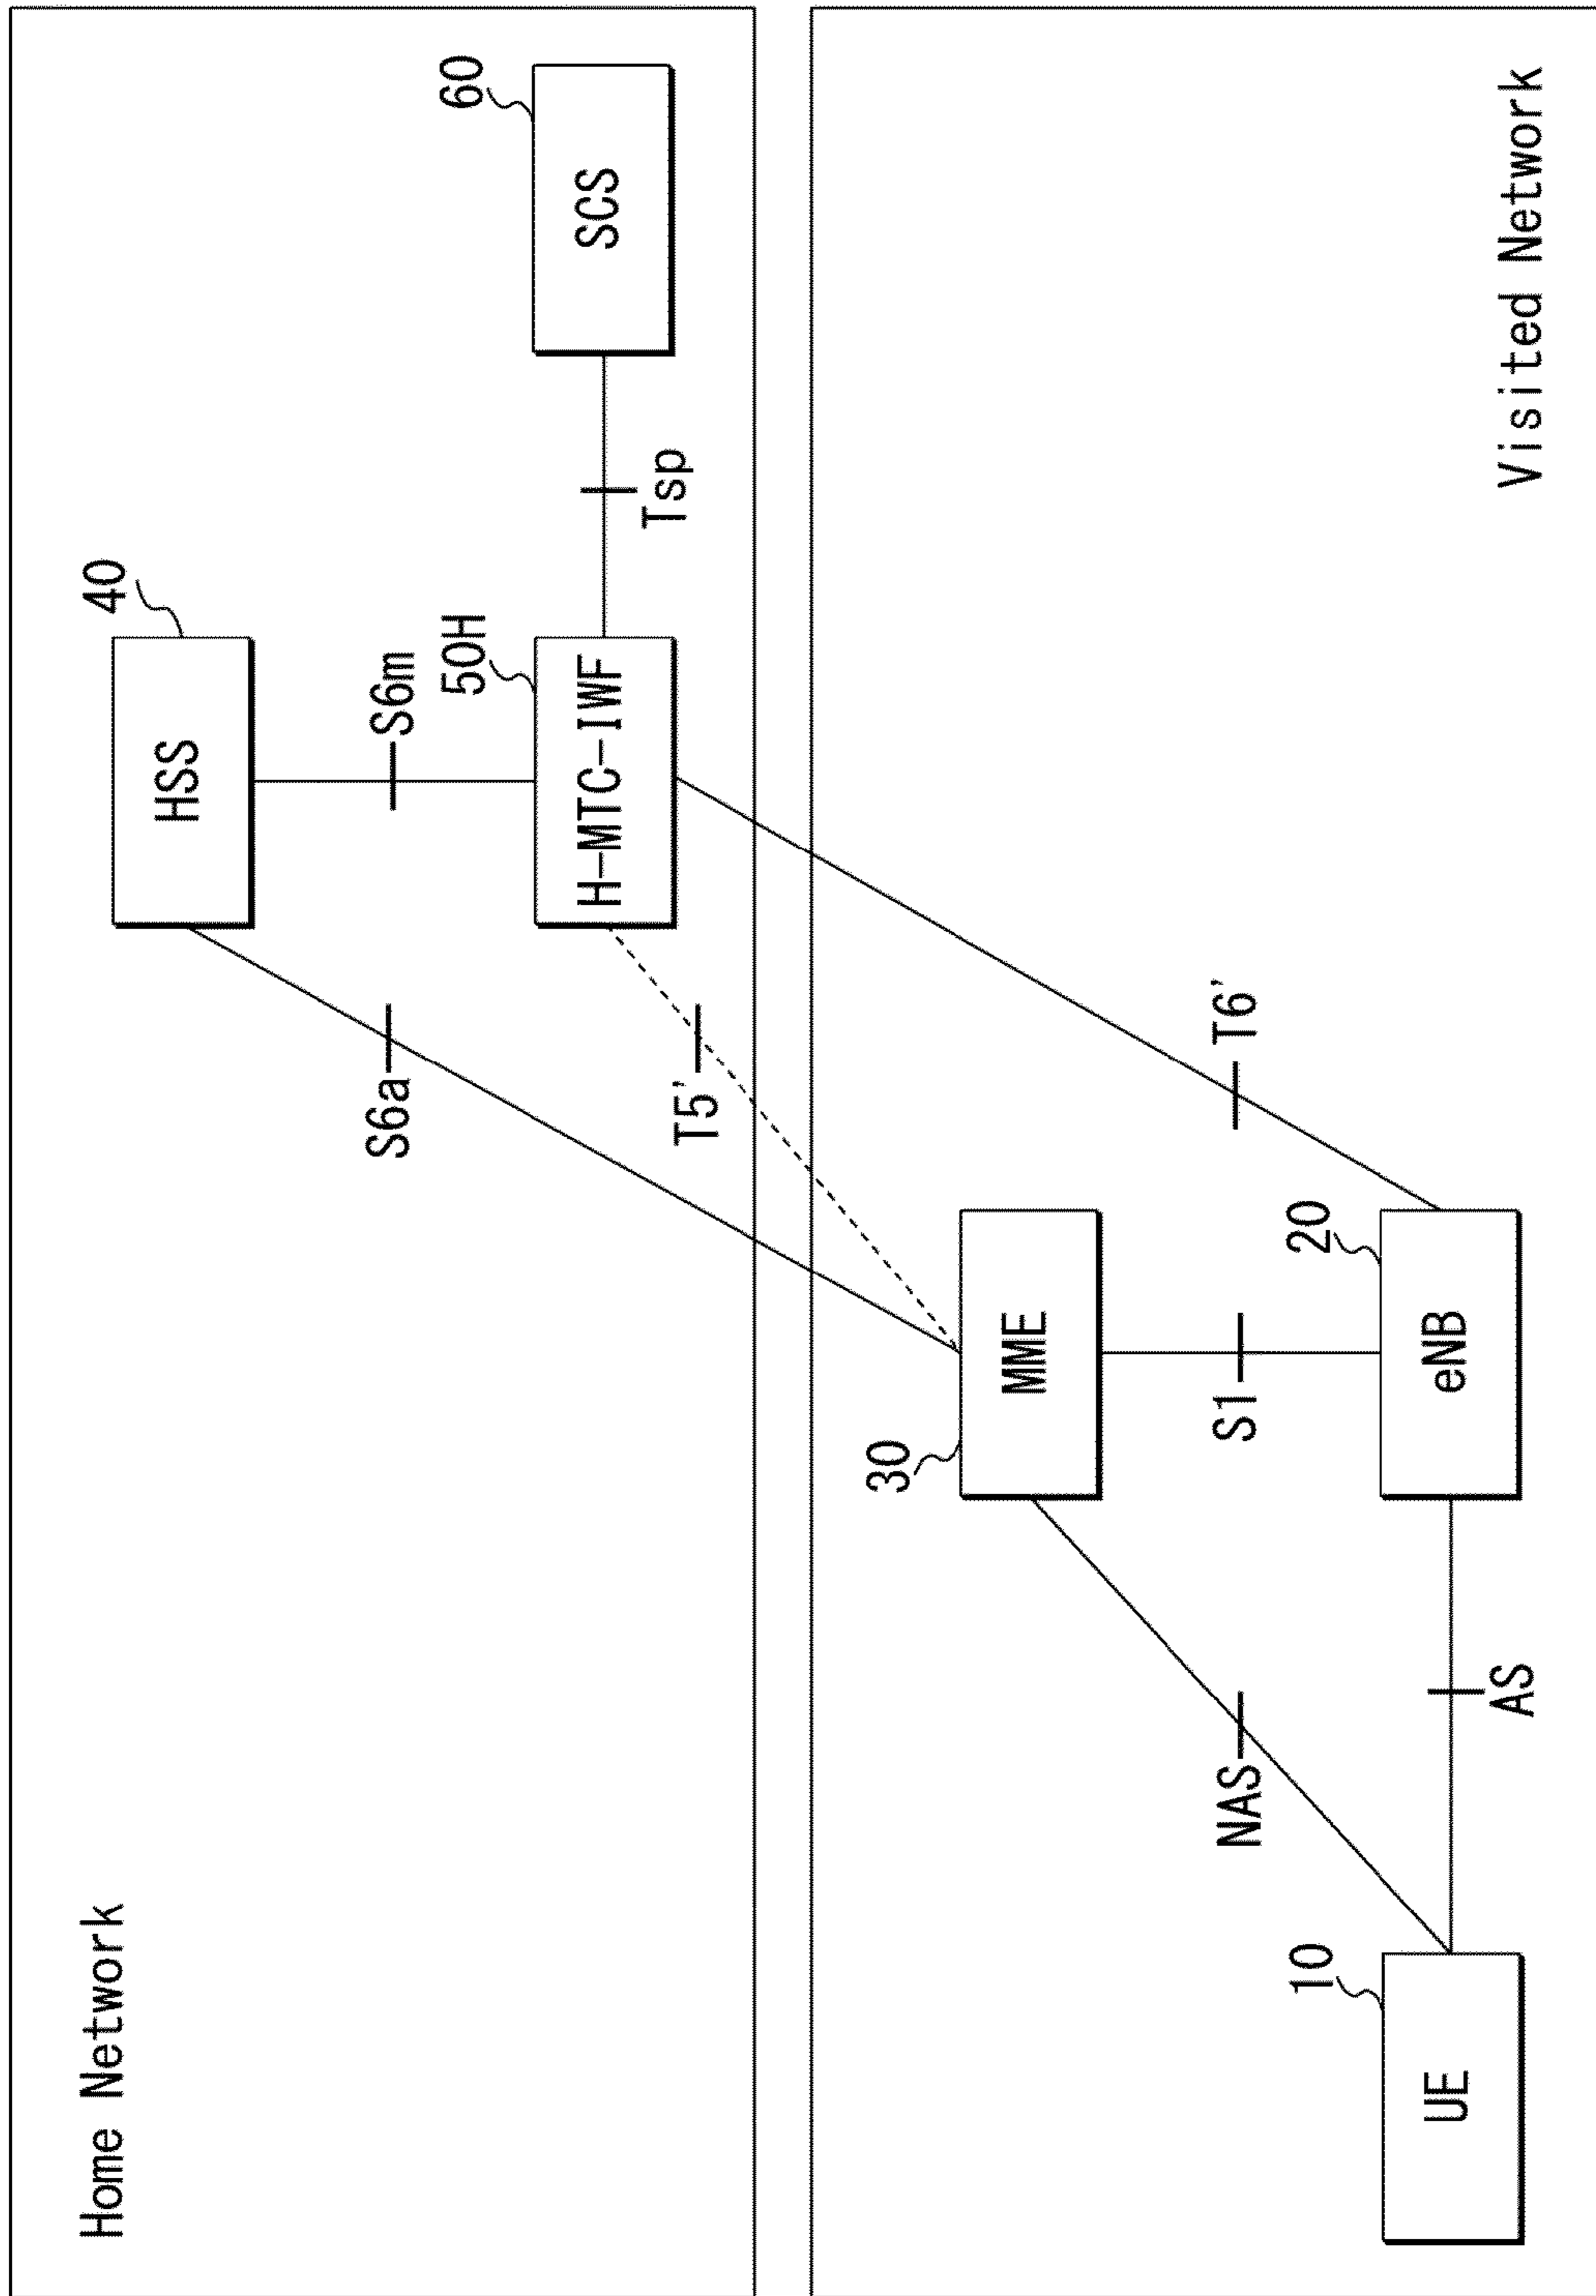 Home Network
HSS
40
S6a
S6m
50H
60
T5'
H-MTC-IWF
Tsp
SCS
30
MME
NAS
S1
T6'
10
20
UE
AS
eNB
Visited Network